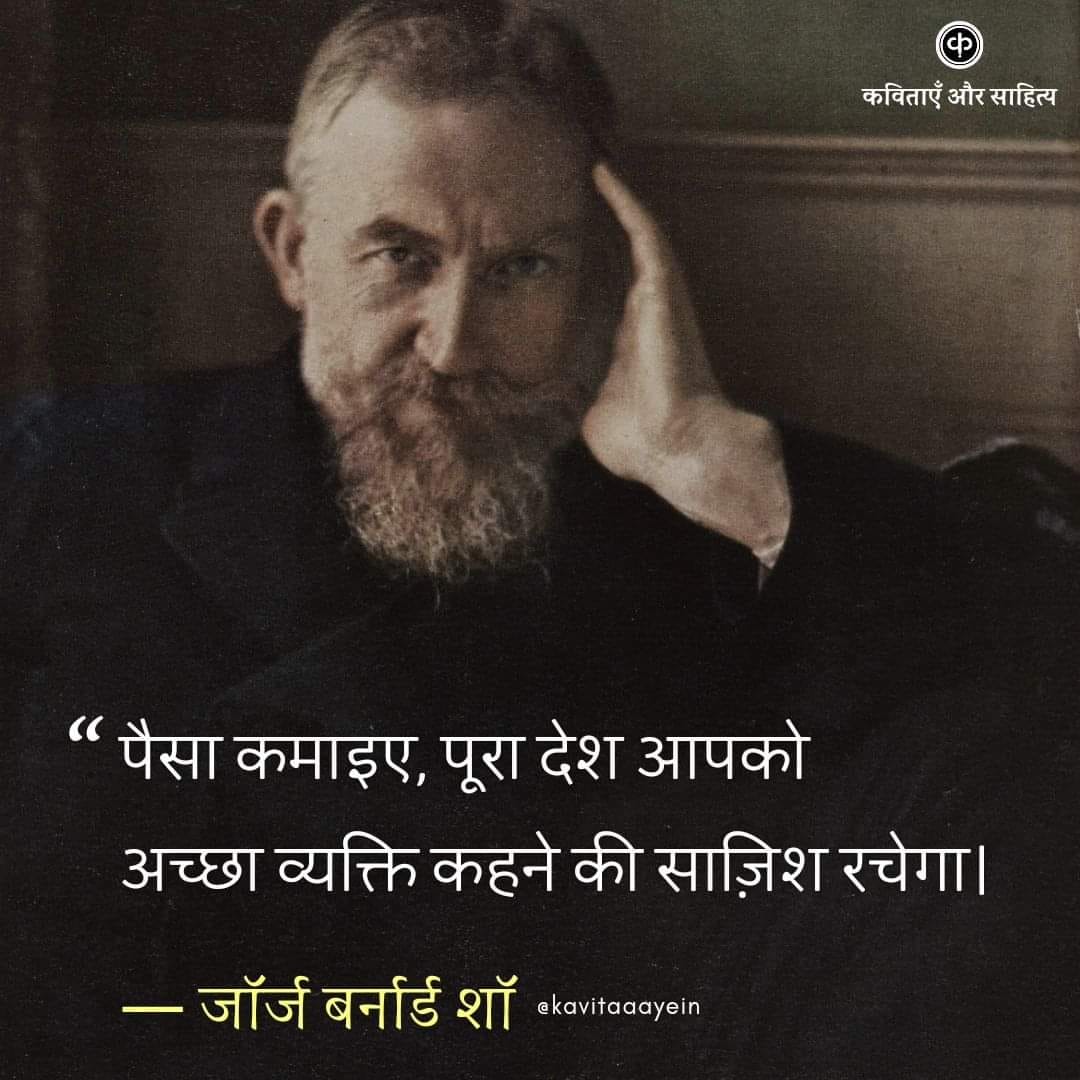 क
कविताएँ और साहित्य
“ पैसा कमाइए, पूरा देश आपको
अच्छा व्यक्ति कहने की साज़िश रचेगा।
— जॉर्ज बर्नार्ड शॉ @kavitaaayein